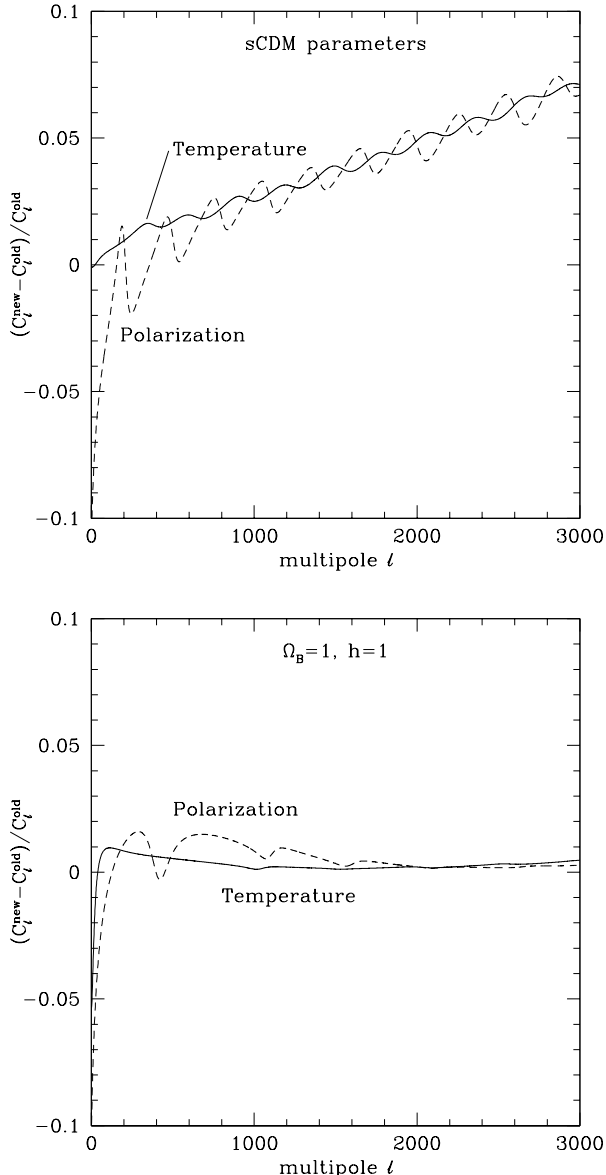 0.1
sCDM parameters
0.05
Temperature
0
Polarization
−0.05
−0.1
(C_l^new−C_l^old)/C_l^old
0 1000 2000 3000
multipole l
0.1
Ω_B=1, h=1
0.05
Polarization
0
Temperature
−0.05
−0.1
(C_l^new−C_l^old)/C_l^old
0 1000 2000 3000
multipole l